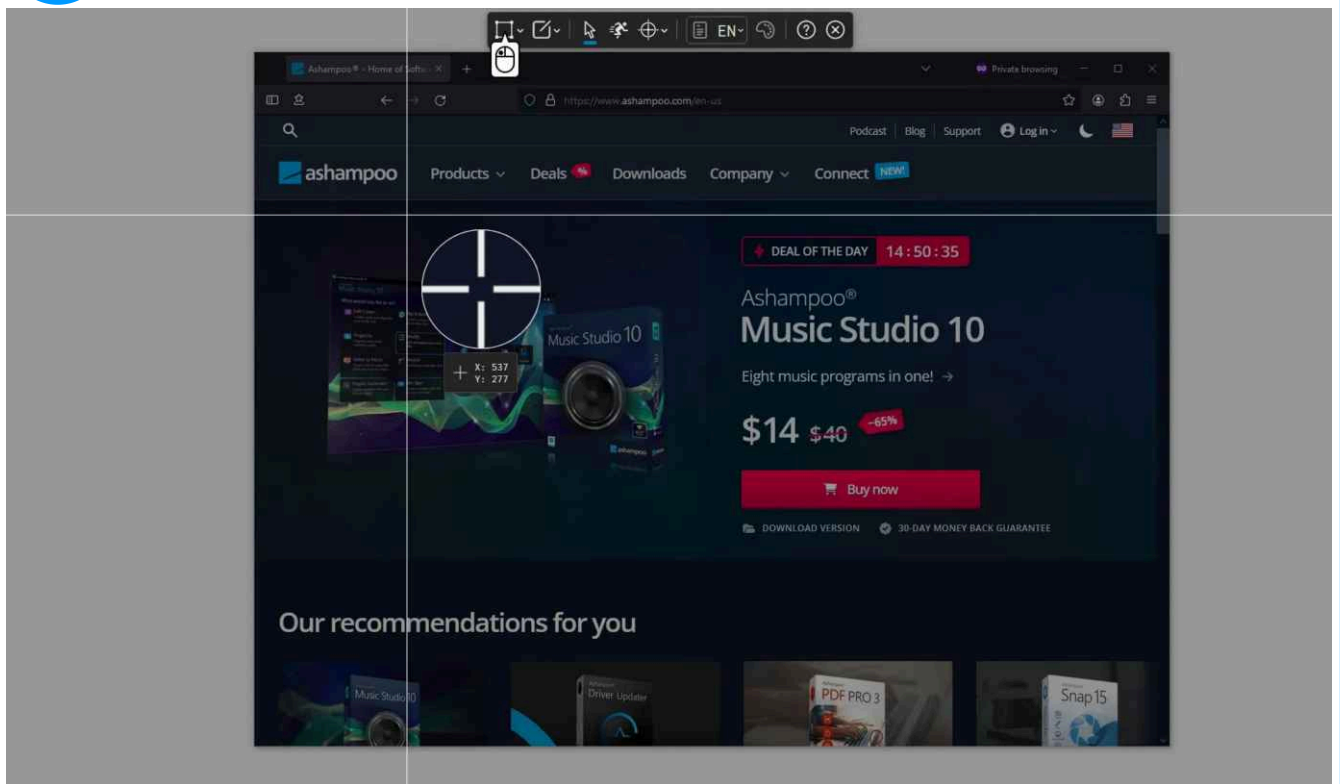 EN
Ashampoo® - Home of Softw
Private browsing
https://www.ashampoo.com/en-us
Podcast
Blog
Support
Log in
ashampoo
Products
Deals %
Downloads
Company
Connect NEW!
DEAL OF THE DAY 14:50:35
Ashampoo®
Music Studio 10
Eight music programs in one! →
$14 $40 -65%
Buy now
DOWNLOAD VERSION
30-DAY MONEY BACK GUARANTEE
Music Studio 10
ashampoo
X: 537
Y: 277
Our recommendations for you
Music Studio 10
Driver Updater
PDF PRO 3
Snap 15